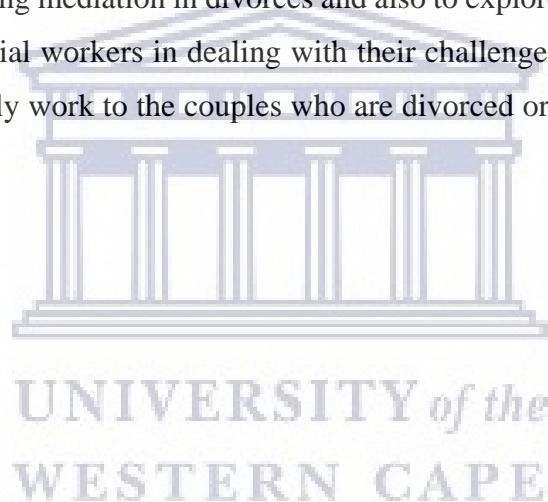 ng mediation in divorces and also to explore
ial workers in dealing with their challenge
ly work to the couples who are divorced or
UNIVERSITY of the
WESTERN CAPE